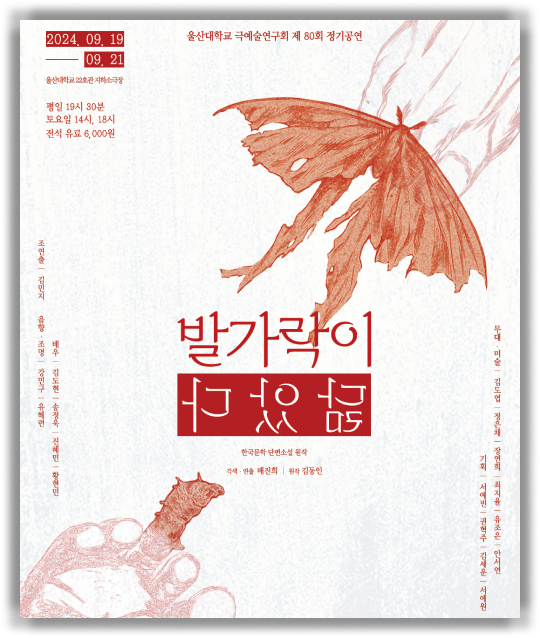 2024. 09. 19
09. 21
울산대학교 22호관 지하소극장
평일 19시 30분
토요일 14시, 18시
전석 유료 6,000원
울산대학교 극예술연구회 제 80회 정기공연
조연출 | 김민지
음향·조명 | 강민구 | 유혜린
배우 | 김도현 | 송정욱 | 진혜민 | 황현민
발가락이
닮았다
한국문학 단편소설 원작
각색·연출 배진희 | 원작 김동인
무대·미술 | 김도엽 | 정은채 | 장연희 | 최지율 | 유조은 | 안서연
기획 | 서예빈 | 권혁주 | 김세운 | 서예원